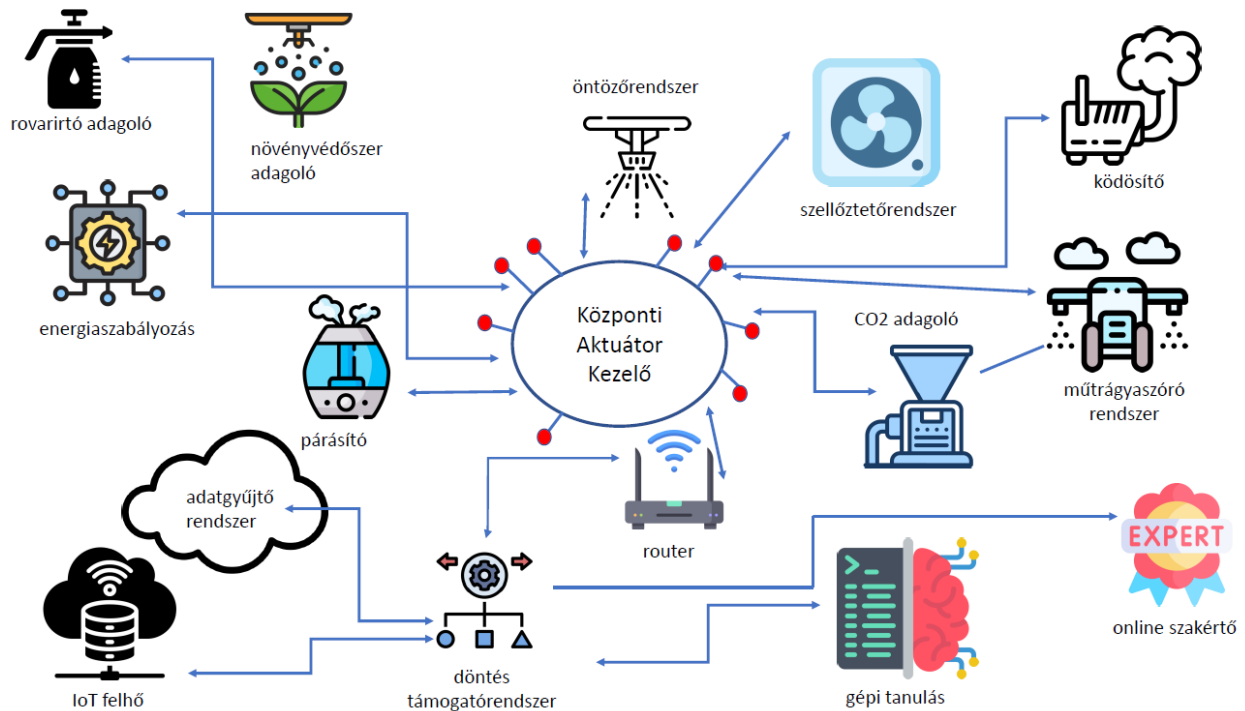 rovarirtó adagoló
növényvédőszer
adagoló
öntözőrendszer
szellőztetőrendszer
ködösítő
energiaszabályozás
párásító
Központi
Aktuátor
Kezelő
CO2 adagoló
műtrágyaszóró
rendszer
adatgyűjtő
rendszer
router
EXPERT
online szakértő
IoT felhő
döntés
támogatórendszer
gépi tanulás